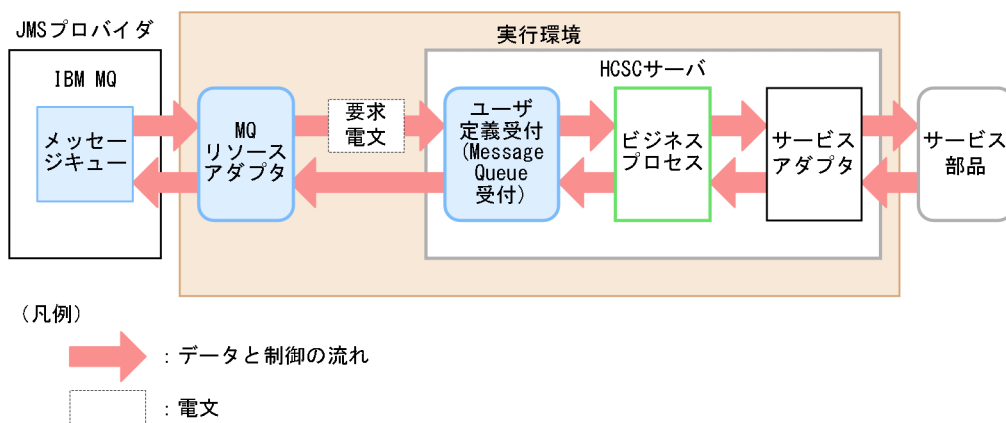 JMSプロバイダ
実行環境
IBM MQ
HCSCサーバ
メッセー
ジキュー
MQ
リソース
アダプタ
要求
電文
ユーザ
定義受付
(Message
Queue
受付)
ビジネス
プロセス
サービス
アダプタ
サービス
部品
(凡例)
:データと制御の流れ
:電文